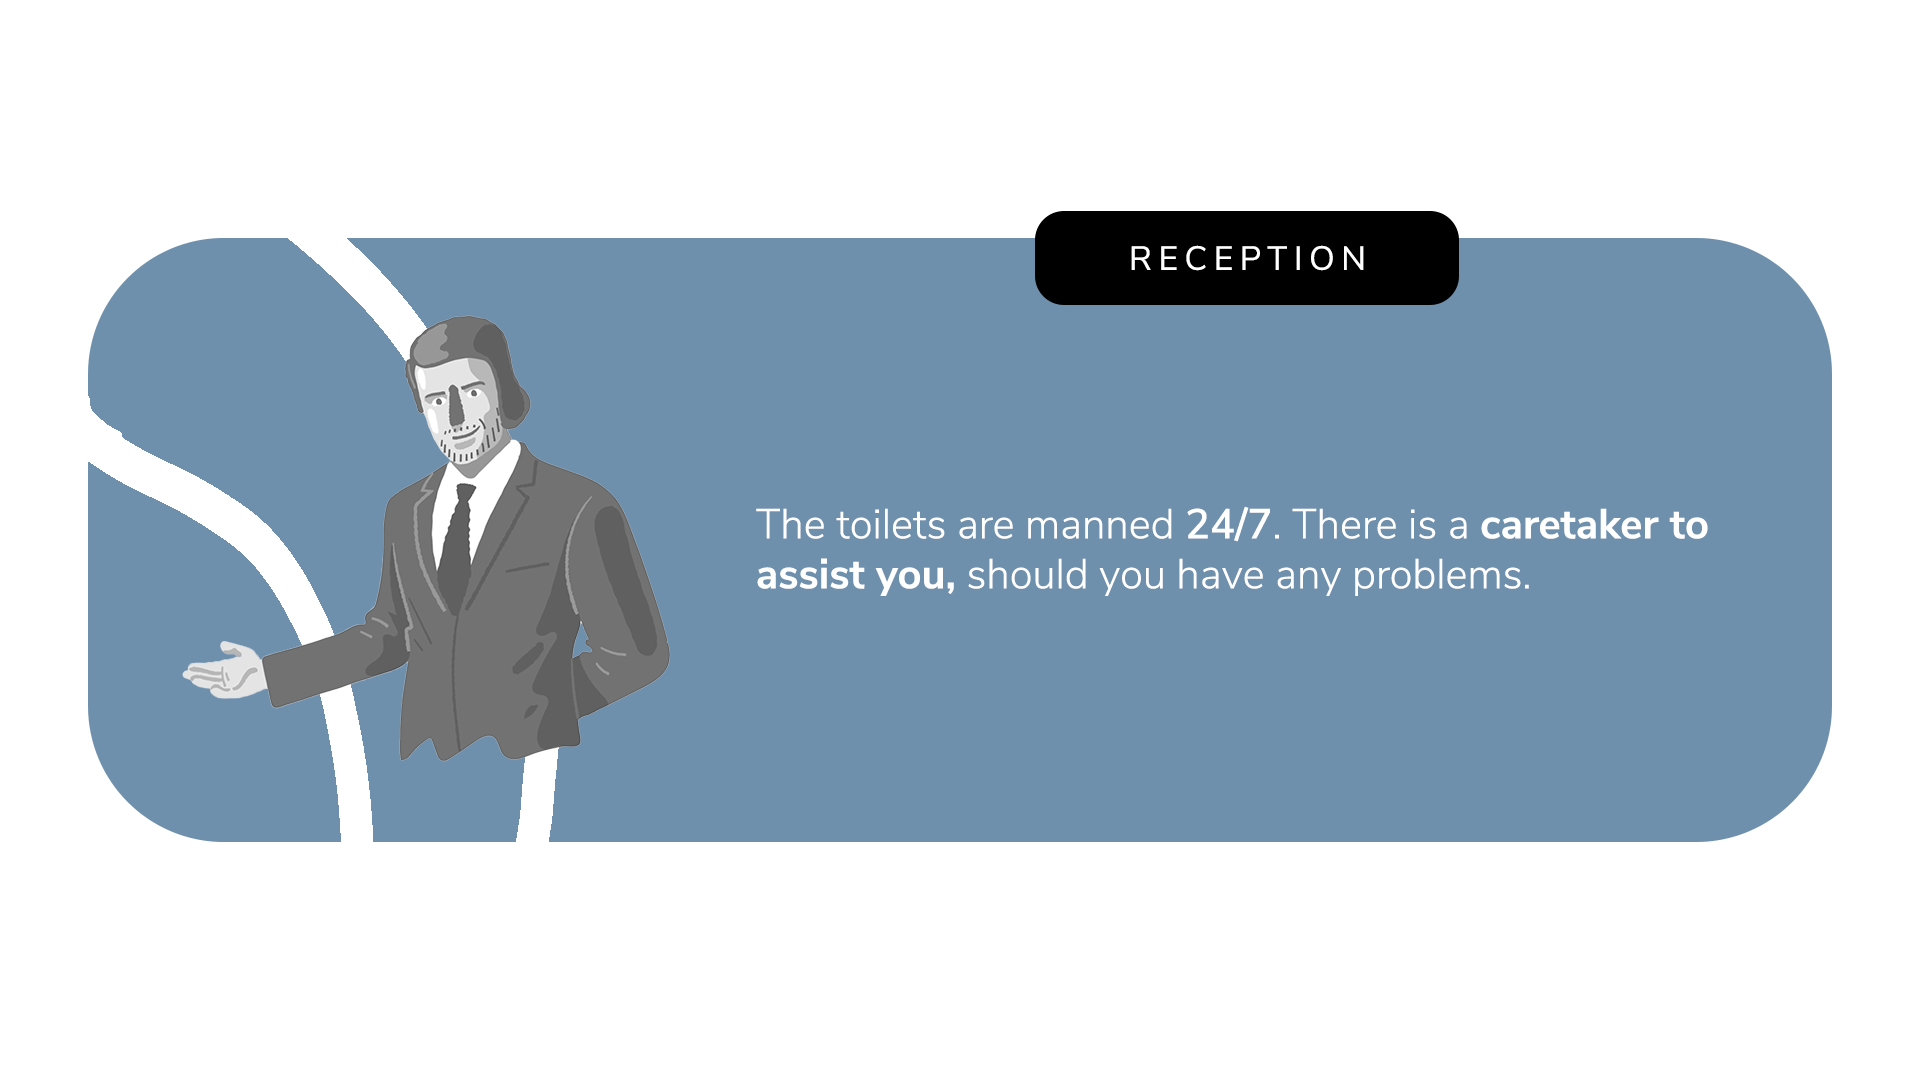 RECEPTION
The toilets are manned 24/7. There is a caretaker to
assist you, should you have any problems.